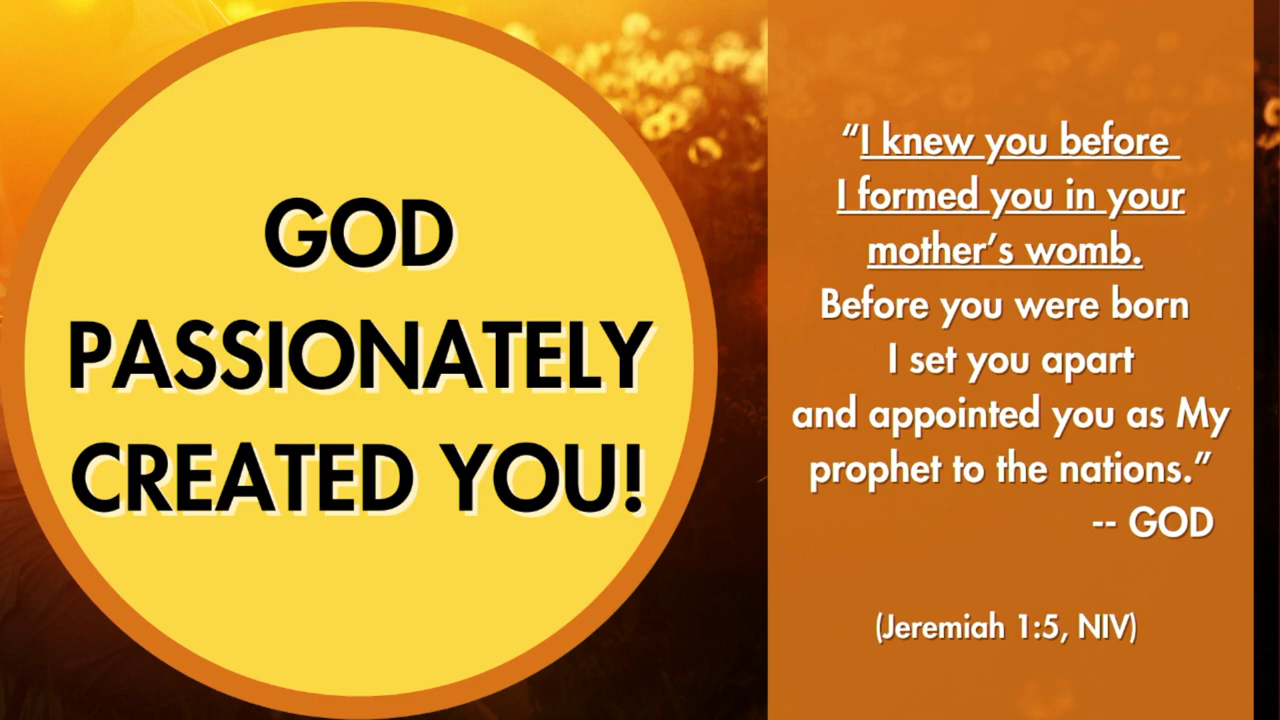 GOD
PASSIONATELY
CREATED YOU!
“I knew you before
I formed you in your
mother’s womb.
Before you were born
I set you apart
and appointed you as My
prophet to the nations.”
-- GOD
(Jeremiah 1:5, NIV)